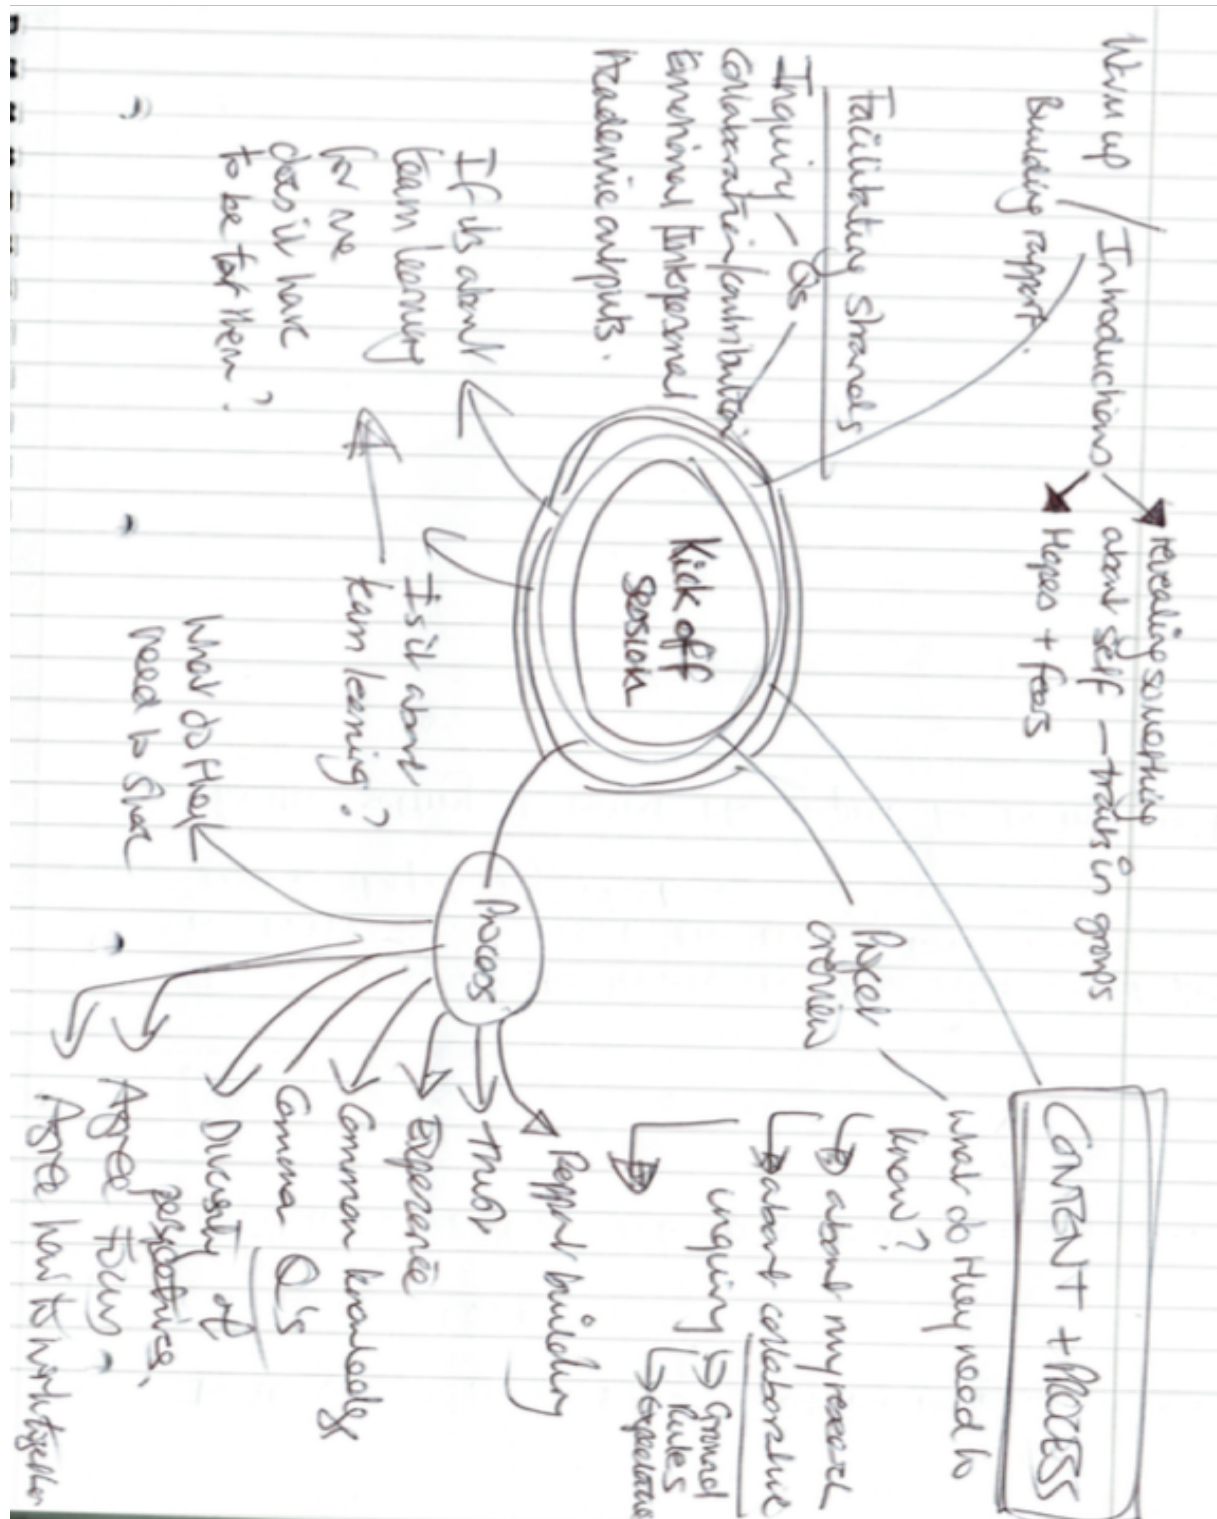 Warm up / Introductions
Building rapport.
revealing something
about self - traits in groups
Hopes + fears
CONTENT + PROCESS
Facilitating strands
Inquiry - Qs
Collaboration/contribution
Emotional/Interpersonal
Academic outputs.
Kick off
session
Project
overview
what do they need to
know?
about my research
about collaborative
inquiry
Ground
Rules
Expectations
If its about
team learning
for me
does it have
to be for them?
Is it about
team learning?
What do they
need to share
Process
Rapport building
Trust
Experience
Common knowledge
Common Q's
Diversity of
perspectives.
Agree focus
Agree how to work together